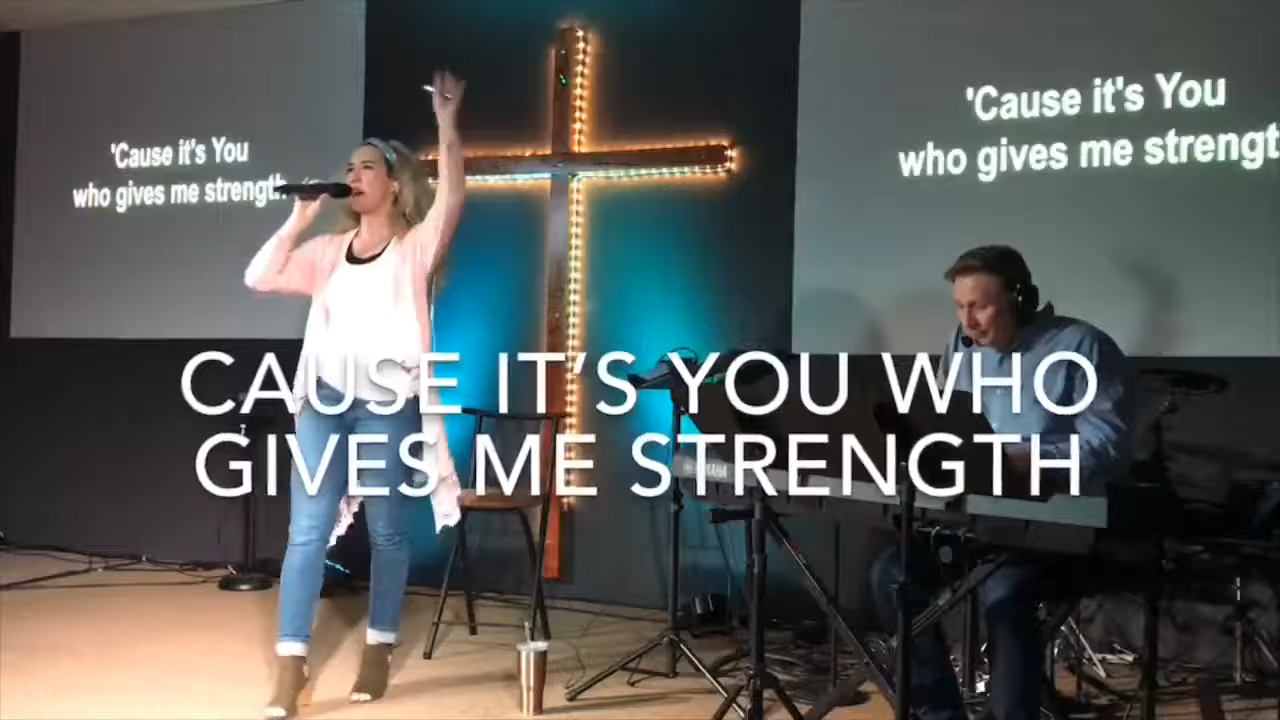 'Cause it's You
who gives me strength
'Cause it's You
who gives me strengt
CAUSE IT'S YOU WHO
GIVES ME STRENGTH
YAMAHA